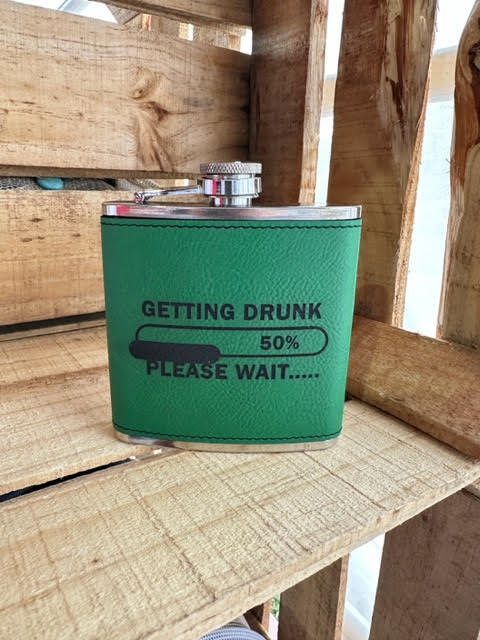 GETTING DRUNK
50%
PLEASE WAIT.....